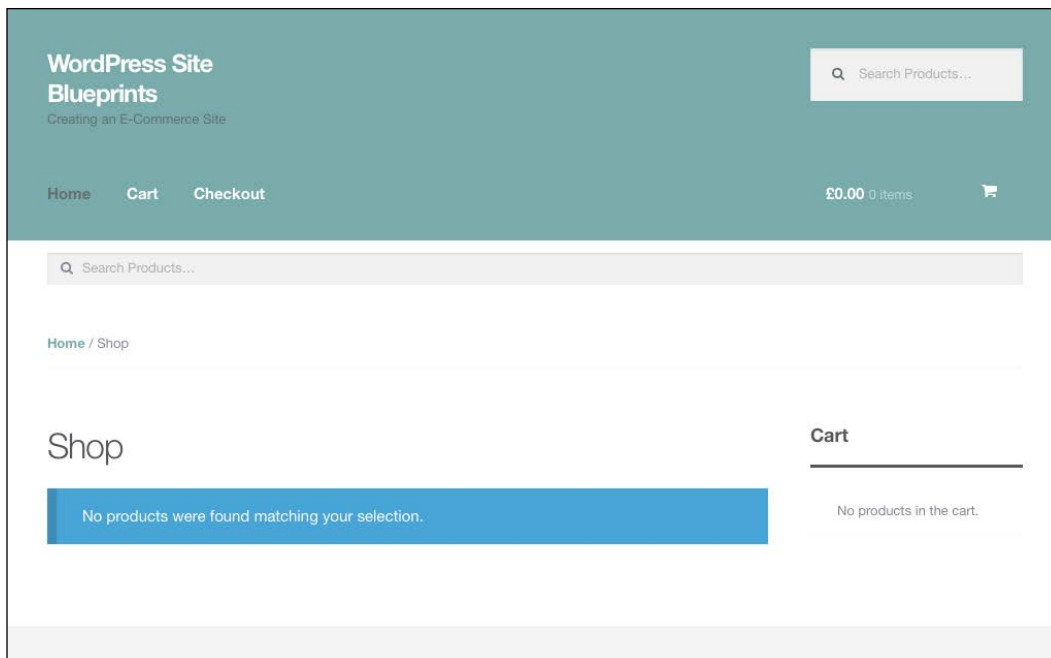 WordPress Site
Blueprints
Creating an E-Commerce Site
Search Products...
Home Cart Checkout
£0.00 0 items
Search Products...
Home / Shop
Shop
No products were found matching your selection.
Cart
No products in the cart.